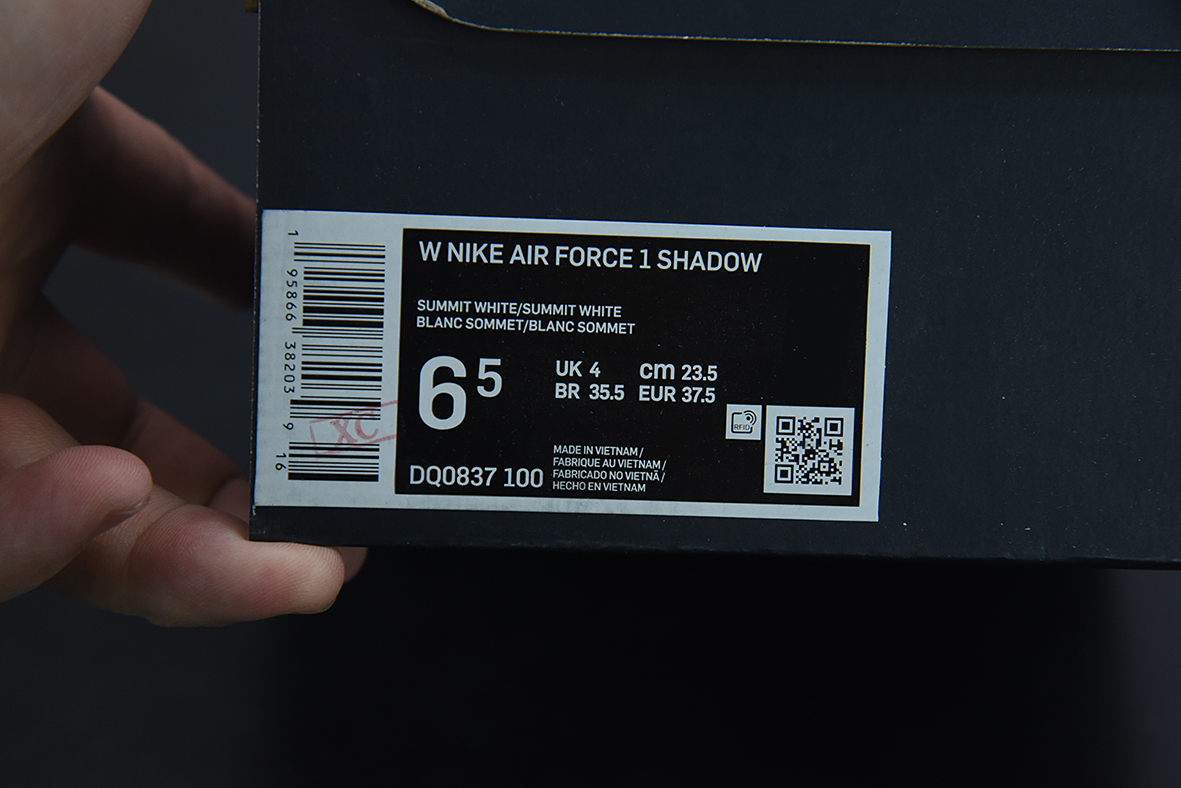 W NIKE AIR FORCE 1 SHADOW
SUMMIT WHITE/SUMMIT WHITE
BLANC SOMMET/BLANC SOMMET
6 5
UK 4 cm 23.5
BR 35.5 EUR 37.5
RFID
DQ0837 100
MADE IN VIETNAM /
FABRIQUE AU VIETNAM /
FABRICADO NO VIETNÃ /
HECHO EN VIETNAM
1 95866 38203 9 16
XC